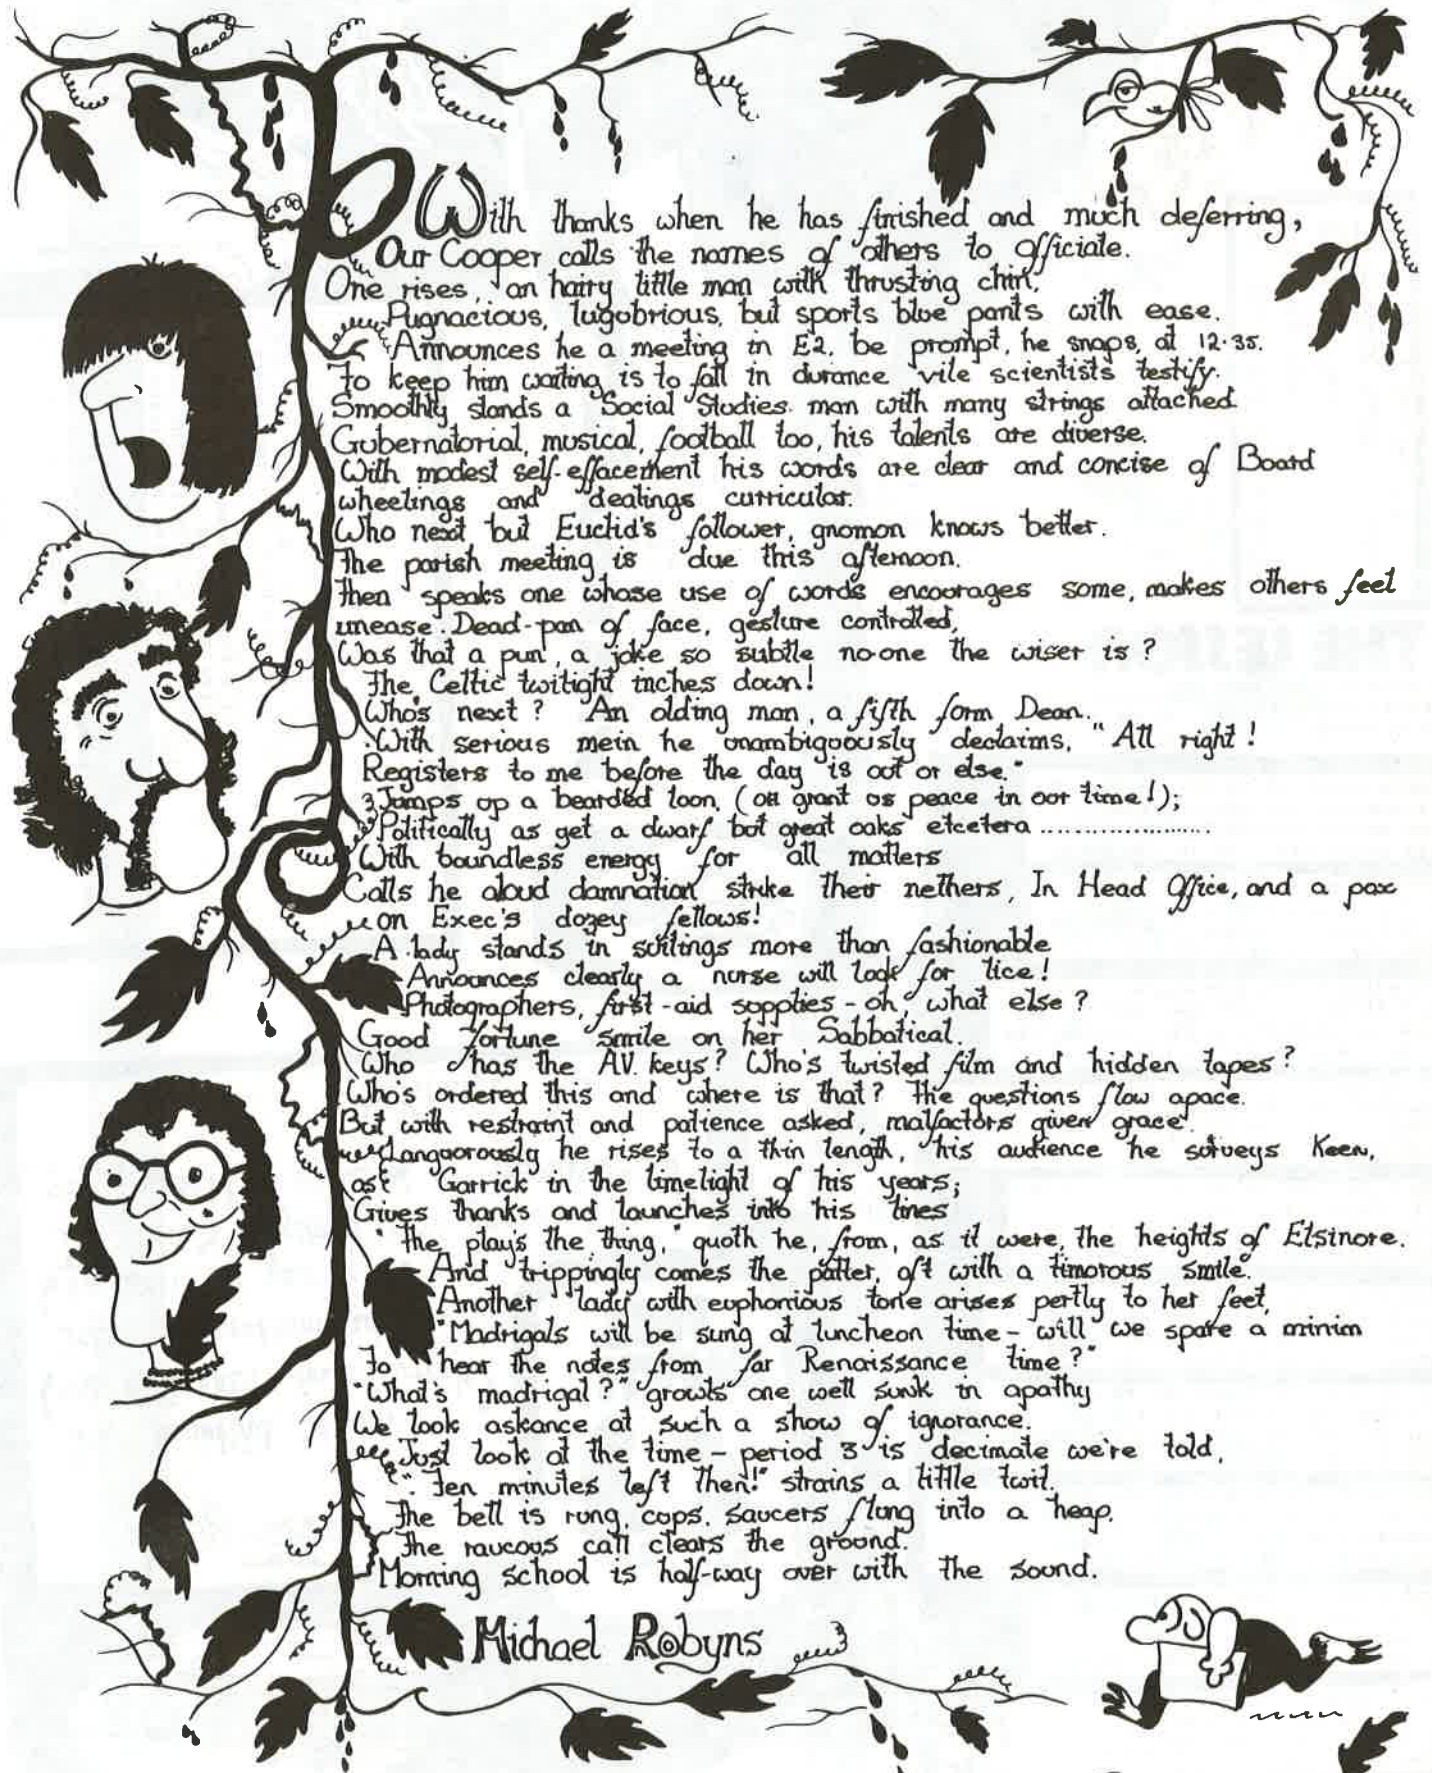 With thanks when he has finished and much deferring,
Our Cooper calls the names of others to officiate.
One rises, an hairy little man with thrusting chin,
Pugnacious, lugubrious, but sports blue pants with ease.
Announces he a meeting in E2, be prompt, he snaps, at 12·35.
To keep him waiting is to fall in durance vile scientists testify.
Smoothly stands a Social Studies man with many strings attached.
Gubernatorial, musical, football too, his talents are diverse.
With modest self-effacement his words are clear and concise of Board
wheelings and dealings curricular.
Who next but Euclid's follower, gnomon knows better.
The parish meeting is due this afternoon.
Then speaks one whose use of words encourages some, makes others feel
unease. Dead-pan of face, gesture controlled,
Was that a pun, a joke so subtle no-one the wiser is?
The Celtic twilight inches down!
Who's next? An olding man, a fifth form Dean.
With serious mein he unambiguously declaims, "All right!
Registers to me before the day is out or else."
Jumps up a bearded loon, (oh grant us peace in our time!);
Politically as yet a dwarf but great oaks etcetera ......................
With boundless energy for all matters
Calls he aloud damnation strike their nethers, In Head Office, and a pox
on Exec's dozey fellows!
A lady stands in suitings more than fashionable
Announces clearly a nurse will look for lice!
Photographers, first-aid supplies - oh, what else?
Good fortune smile on her Sabbatical.
Who has the A.V. keys? Who's twisted film and hidden tapes?
Who's ordered this and where is that? The questions flow apace.
But with restraint and patience asked, malfactors given grace.
Languorously he rises to a thin length, his audience he surveys Keen,
as Garrick in the limelight of his years;
Gives thanks and launches into his lines
"The play's the thing," quoth he, from, as it were, the heights of Elsinore.
And trippingly comes the patter, oft with a timorous smile.
Another lady with euphonious tone arises pertly to her feet,
"Madrigals will be sung at luncheon time - will we spare a minim
To hear the notes from far Renaissance time?"
"What's madrigal?" growls one well sunk in apathy
We look askance at such a show of ignorance.
Just look at the time - period 3 is decimate we're told,
"Ten minutes left then!" strains a little twit.
The bell is rung, cups, saucers flung into a heap,
The raucous call clears the ground.
Morning school is half-way over with the sound.
Michael Robyns